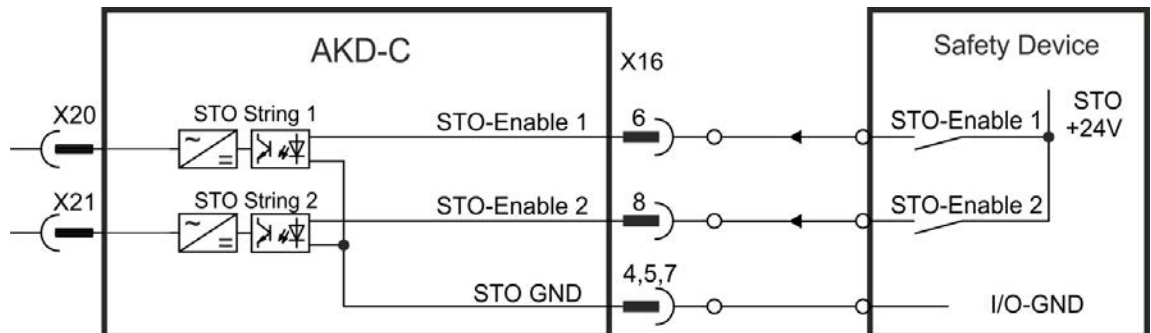 AKD-C
X16
Safety Device
X20
STO String 1
STO-Enable 1
6
STO-Enable 1
STO
+24V
X21
STO String 2
STO-Enable 2
8
STO-Enable 2
STO GND
4,5,7
I/O-GND